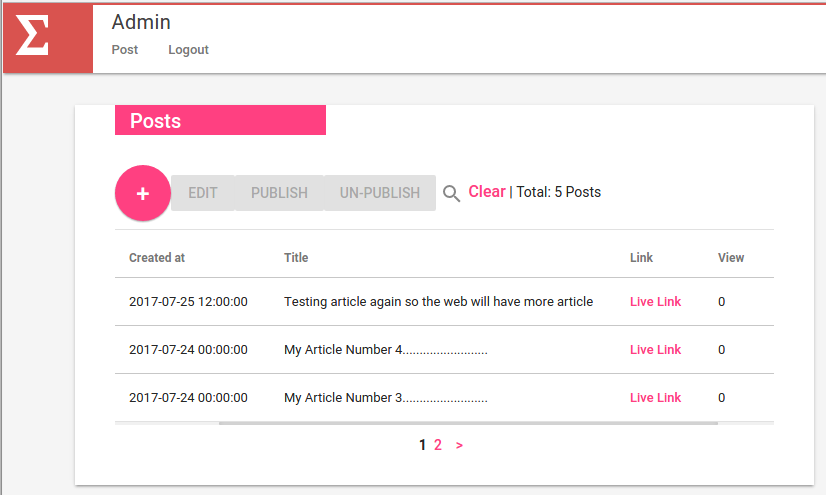 Σ
Admin
Post Logout
Posts
+ EDIT PUBLISH UN-PUBLISH Clear | Total: 5 Posts
Created at Title Link View
2017-07-25 12:00:00 Testing article again so the web will have more article Live Link 0
2017-07-24 00:00:00 My Article Number 4......................... Live Link 0
2017-07-24 00:00:00 My Article Number 3......................... Live Link 0
1 2 >